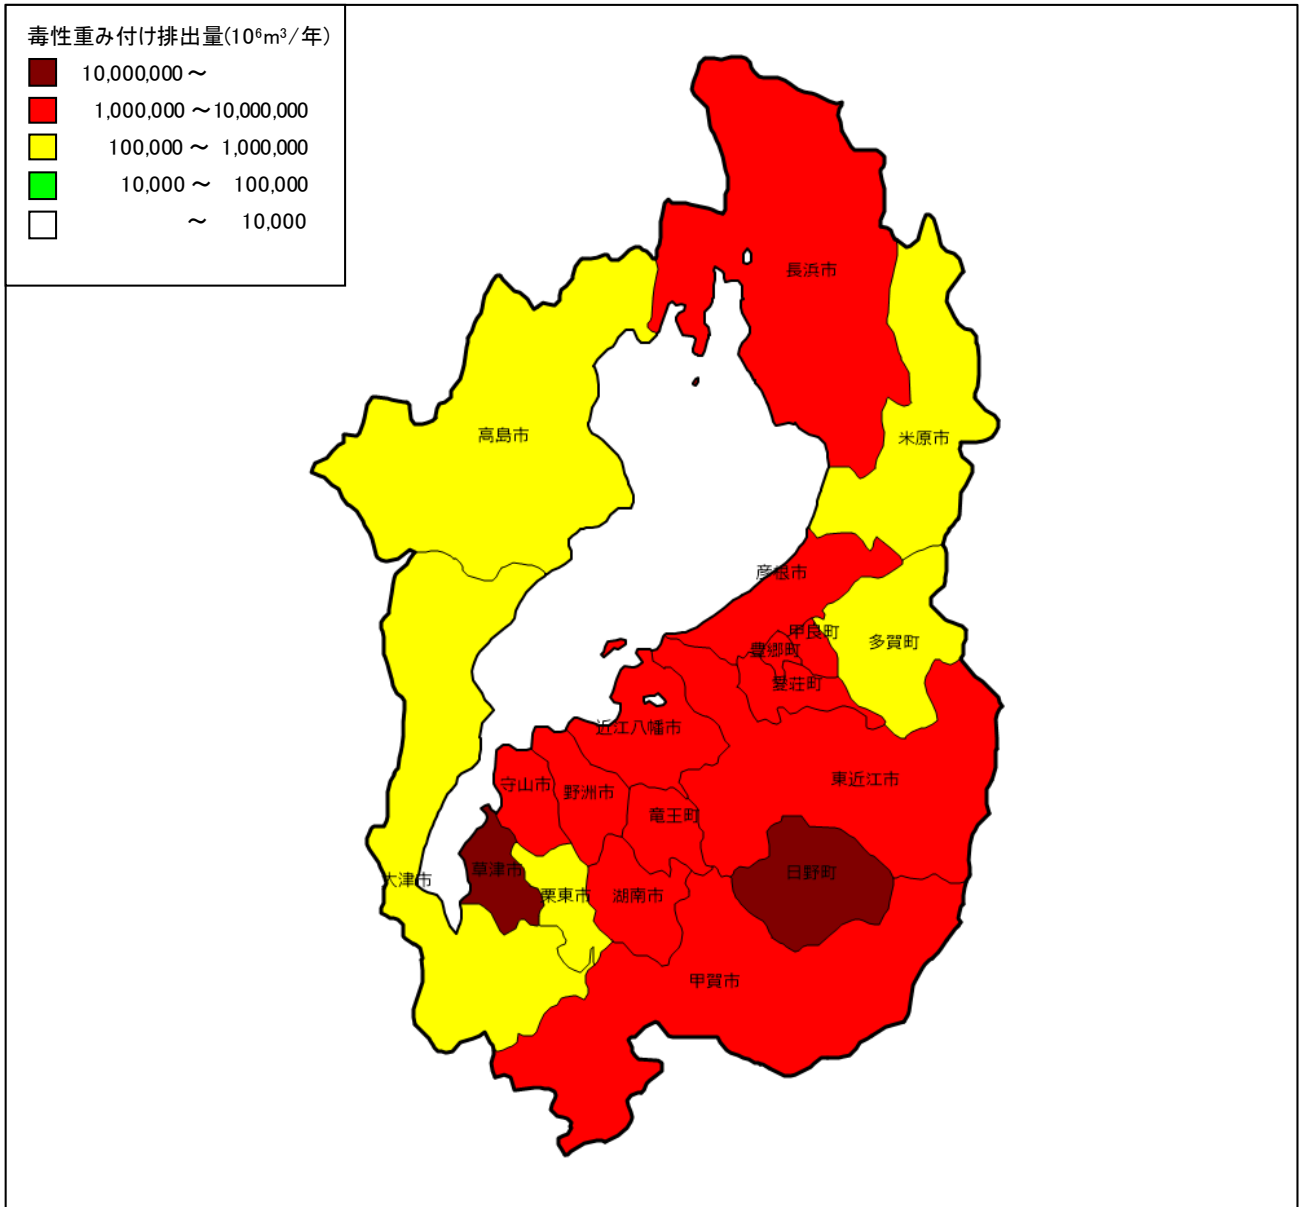 毒性重み付け排出量(10⁶m³/年)
10,000,000～
1,000,000～10,000,000
100,000～ 1,000,000
10,000～ 100,000
～ 10,000
長浜市
高島市
米原市
彦根市
甲良町
多賀町
豊郷町
愛荘町
近江八幡市
東近江市
守山市
野洲市
竜王町
草津市
日野町
大津市
栗東市
湖南市
甲賀市